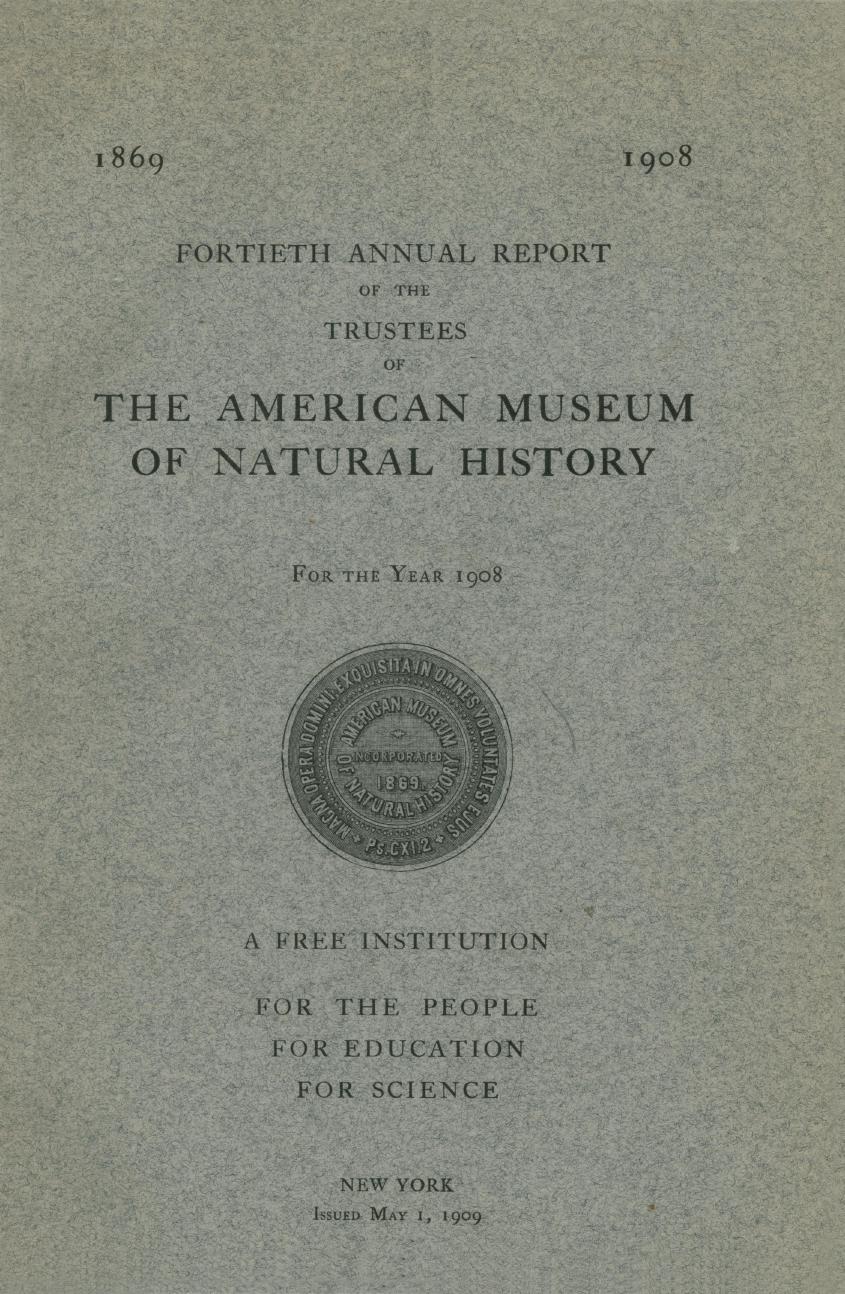 1869 1908
FORTIETH ANNUAL REPORT
OF THE
TRUSTEES
OF
THE AMERICAN MUSEUM
OF NATURAL HISTORY
FOR THE YEAR 1908
MAGNA OPERA DOMINI EXQUISITA IN OMNES VOLUNTATES EJUS
Ps. CXI.2
AMERICAN MUSEUM
INCORPORATED
1869.
OF NATURAL HISTORY
A FREE INSTITUTION
FOR THE PEOPLE
FOR EDUCATION
FOR SCIENCE
NEW YORK
ISSUED MAY 1, 1909